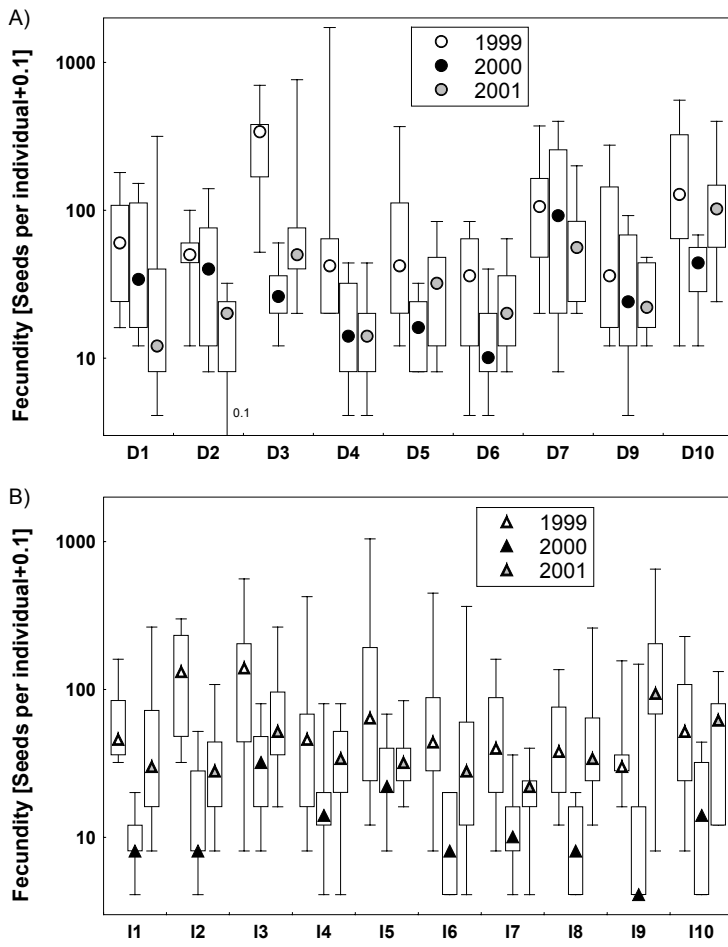 A)
Fecundity [Seeds per individual+0.1]
1000
100
10
1999
2000
2001
0.1
D1 D2 D3 D4 D5 D6 D7 D9 D10
B)
Fecundity [Seeds per individual+0.1]
1000
100
10
1999
2000
2001
I1 I2 I3 I4 I5 I6 I7 I8 I9 I10